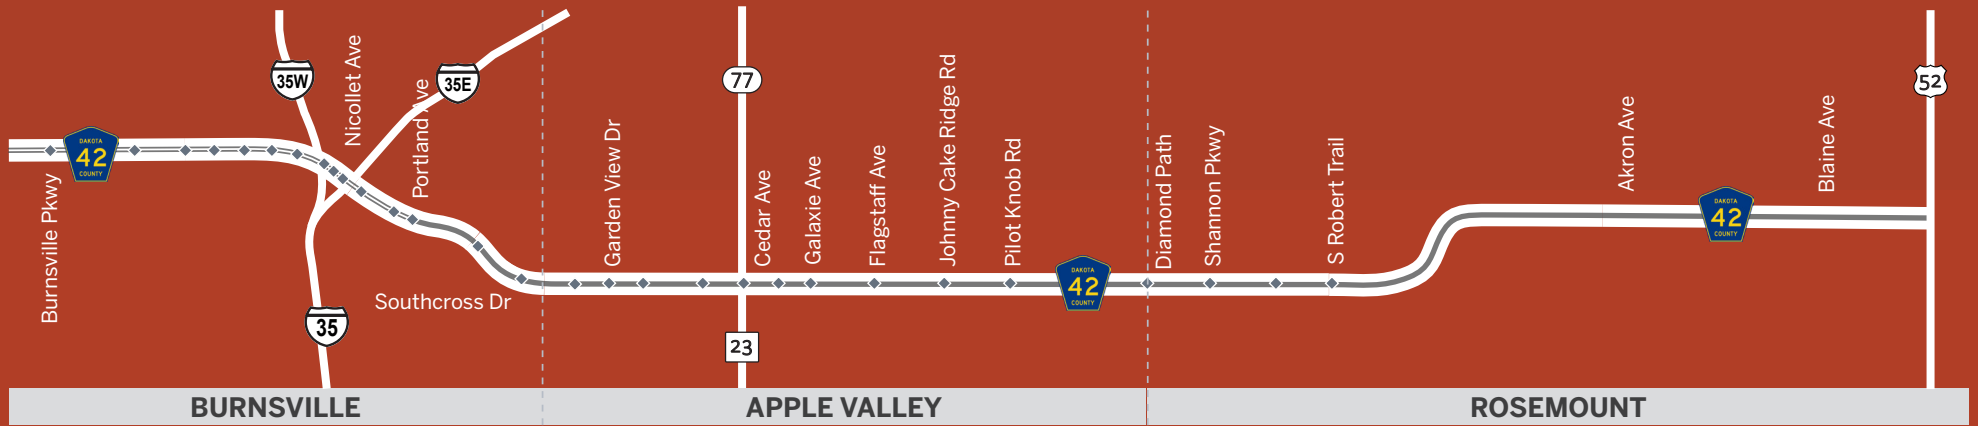 35W
Nicollet Ave
35E
Portland Ave
DAKOTA
42
COUNTY
Burnsville Pkwy
Southcross Dr
35
Garden View Dr
77
Cedar Ave
23
Galaxie Ave
Flagstaff Ave
Johnny Cake Ridge Rd
Pilot Knob Rd
DAKOTA
42
COUNTY
Diamond Path
Shannon Pkwy
S Robert Trail
Akron Ave
DAKOTA
42
COUNTY
Blaine Ave
52
BURNSVILLE
APPLE VALLEY
ROSEMOUNT